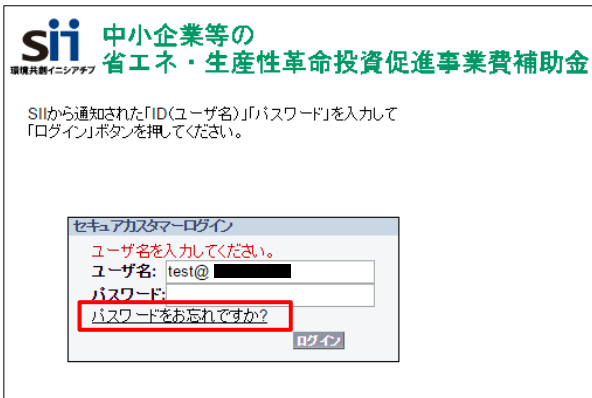 sii
環境共創イニシアチブ
中小企業等の
省エネ・生産性革命投資促進事業費補助金
SIIから通知された「ID(ユーザ名)」「パスワード」を入力して
「ログイン」ボタンを押してください。
セキュアカスタマーログイン
ユーザ名を入力してください。
ユーザ名: test@
パスワード:
パスワードをお忘れですか?
ログイン